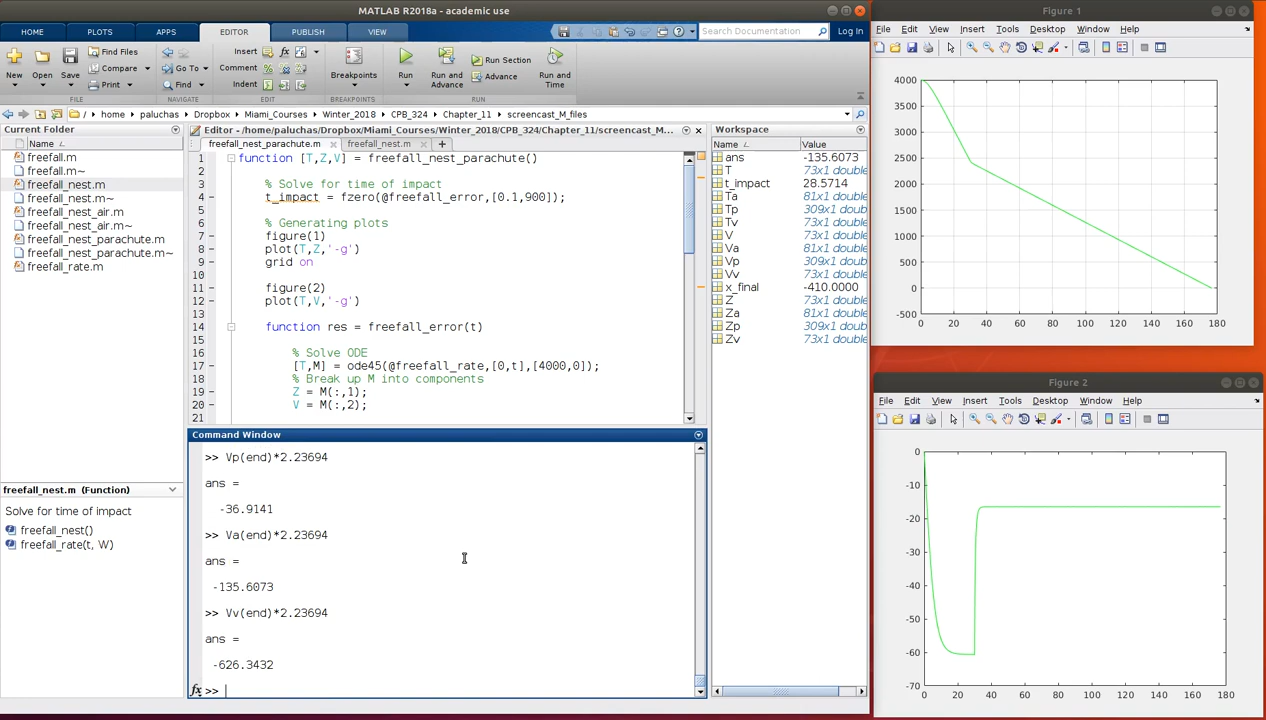 MATLAB R2018a - academic use
HOME PLOTS APPS EDITOR PUBLISH VIEW Search Documentation Log In
New Open Save Find Files Compare Print
Go To Find
Insert fx
Comment
Indent
Breakpoints
Run Run and Advance Run Section Advance Run and Time
FILE NAVIGATE EDIT BREAKPOINTS RUN
/ home paluchas Dropbox Miami_Courses Winter_2018 CPB_324 Chapter_11 screencast_M_files
Current Folder
Name
freefall.m
freefall.m~
freefall_nest.m
freefall_nest.m~
freefall_nest_air.m
freefall_nest_air.m~
freefall_nest_parachute.m
freefall_nest_parachute.m~
freefall_rate.m
freefall_nest.m (Function)
Solve for time of impact
freefall_nest()
freefall_rate(t, W)
Editor - /home/paluchas/Dropbox/Miami_Courses/Winter_2018/CPB_324/Chapter_11/screencast_M...
freefall_nest_parachute.m freefall_nest.m
1 function [T,Z,V] = freefall_nest_parachute()
2
3 % Solve for time of impact
4 t_impact = fzero(@freefall_error,[0.1,900]);
5
6 % Generating plots
7 figure(1)
8 plot(T,Z,'-g')
9 grid on
10
11 figure(2)
12 plot(T,V,'-g')
13
14 function res = freefall_error(t)
15
16 % Solve ODE
17 [T,M] = ode45(@freefall_rate,[0,t],[4000,0]);
18 % Break up M into components
19 Z = M(:,1);
20 V = M(:,2);
21
Command Window
>> Vp(end)*2.23694
ans =
-36.9141
>> Va(end)*2.23694
ans =
-135.6073
>> Vv(end)*2.23694
ans =
-626.3432
fx >>
Workspace
Name Value
ans -135.6073
T 73x1 double
t_impact 28.5714
Ta 81x1 double
Tp 309x1 doub
Tv 73x1 double
V 73x1 double
Va 81x1 double
Vp 309x1 doub
Vv 73x1 double
x_final -410.0000
Z 73x1 double
Za 81x1 double
Zp 309x1 doub
Zv 73x1 double
Figure 1
File Edit View Insert Tools Desktop Window Help
4000
3500
3000
2500
2000
1500
1000
500
0
-500
0 20 40 60 80 100 120 140 160 180
Figure 2
File Edit View Insert Tools Desktop Window Help
0
-10
-20
-30
-40
-50
-60
-70
0 20 40 60 80 100 120 140 160 180